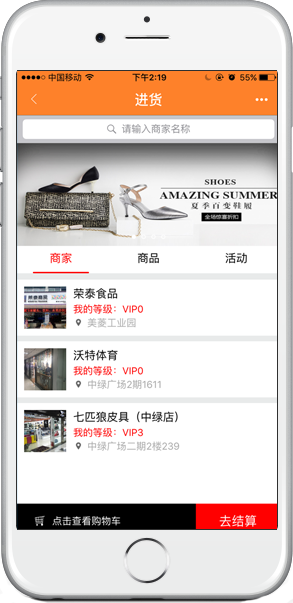 中国移动 下午2:19 55%
进货
请输入商家名称
SHOES
AMAZING SUMMER
夏季百变鞋履
全场惊喜折扣
商家 商品 活动
荣泰食品
我的等级：VIP0
美菱工业园
沃特体育
我的等级：VIP0
中绿广场2期1611
七匹狼皮具（中绿店）
我的等级：VIP3
中绿广场二期2楼239
点击查看购物车 去结算